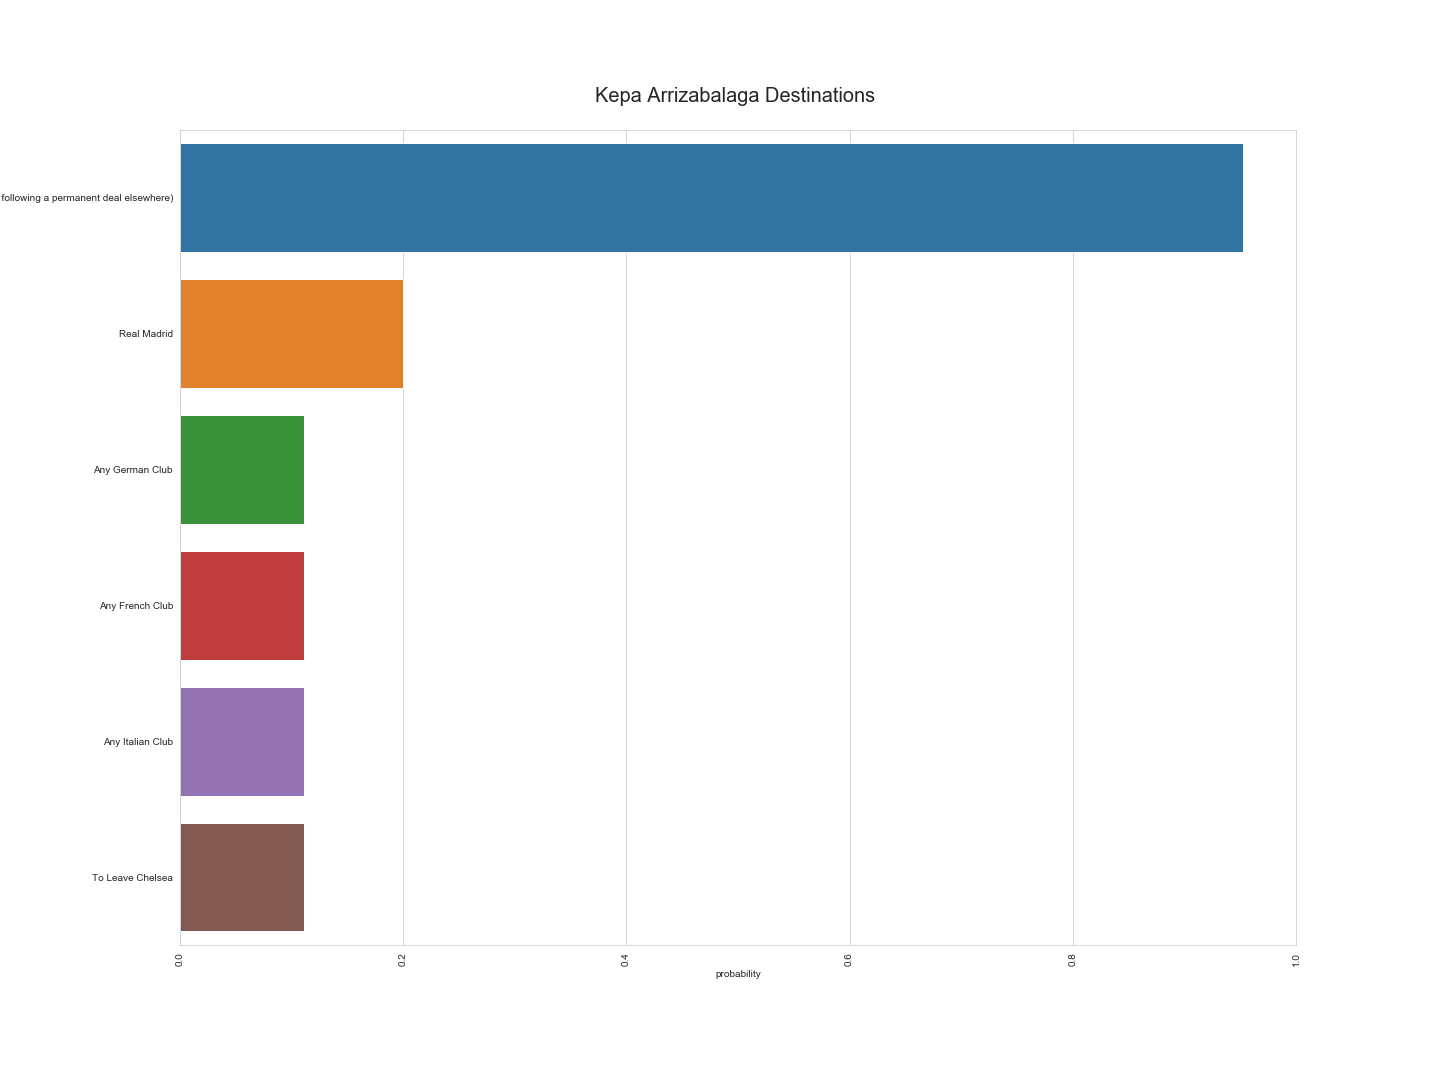 Kepa Arrizabalaga Destinations
following a permanent deal elsewhere)
Real Madrid
Any German Club
Any French Club
Any Italian Club
To Leave Chelsea
0.0
0.2
0.4
0.6
0.8
1.0
probability